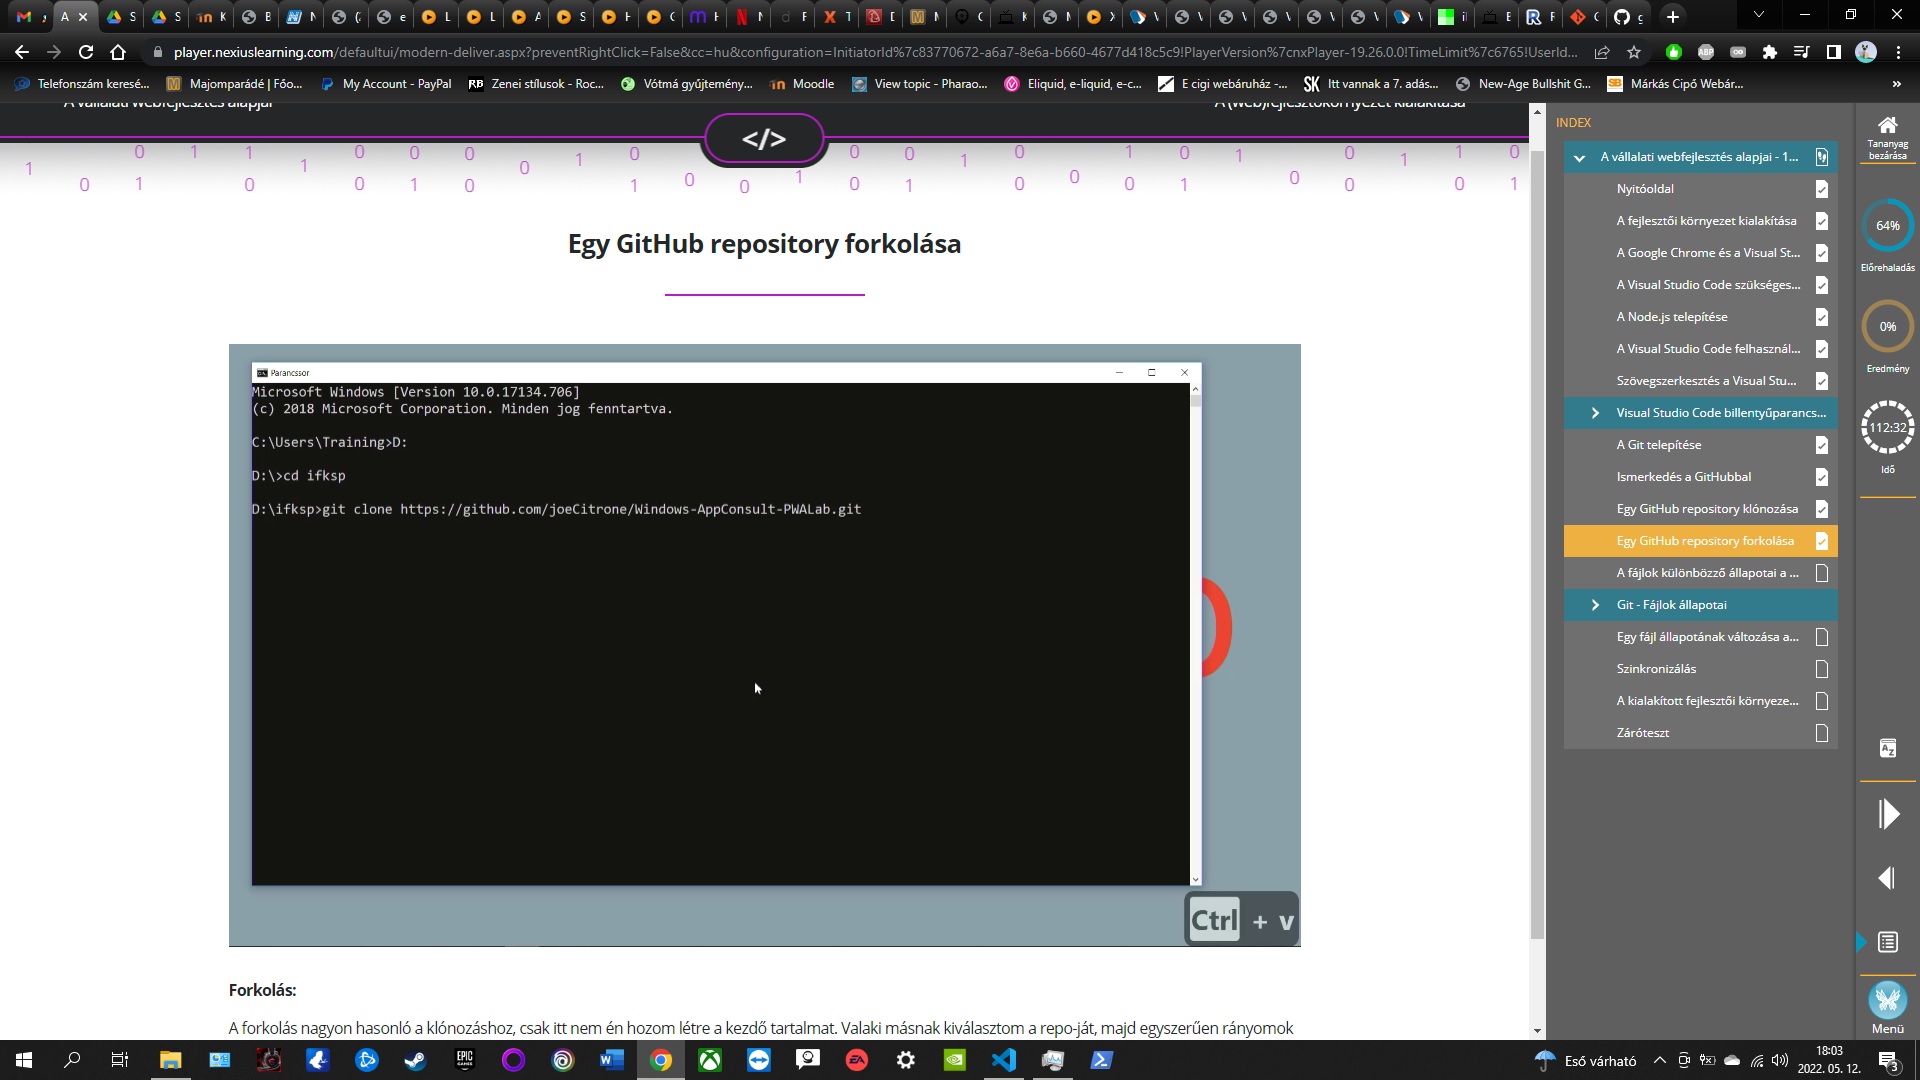 player.nexiuslearning.com/defaultui/modern-deliver.aspx?preventRightClick=False&cc=hu&configuration=InitiatorId%7c83770672-a6a7-8e6a-b660-4677d418c5c9!PlayerVersion%7cnxPlayer-19.26.0.0!TimeLimit%7c6765!UserId...
Telefonszám keresé...
Majomparádé | Föo...
My Account - PayPal
Zenei stílusok - Roc...
Vótmá gyűjtemény...
Moodle
View topic - Pharao...
Eliquid, e-liquid, e-c...
E cigi webáruház -...
Itt vannak a 7. adás...
New-Age Bullshit G...
Márkás Cipő Webár...
A vállalati webfejlesztés alapjai
A (web)fejlesztőkörnyezet kialakítása
</>
Egy GitHub repository forkolása
Parancssor
Microsoft Windows [Version 10.0.17134.706]
(c) 2018 Microsoft Corporation. Minden jog fenntartva.
C:\Users\Training>D:
D:\>cd ifksp
D:\ifksp>git clone https://github.com/joeCitrone/Windows-AppConsult-PWALab.git
Ctrl + v
Forkolás:
A forkolás nagyon hasonló a klónozáshoz, csak itt nem én hozom létre a kezdő tartalmat. Valaki másnak kiválasztom a repo-ját, majd egyszerűen rányomok
INDEX
A vállalati webfejlesztés alapjai - 1...
Nyitóoldal
A fejlesztői környezet kialakítása
A Google Chrome és a Visual St...
A Visual Studio Code szükséges...
A Node.js telepítése
A Visual Studio Code felhasznál...
Szövegszerkesztés a Visual Stu...
Visual Studio Code billentyűparancs...
A Git telepítése
Ismerkedés a GitHubbal
Egy GitHub repository klónozása
Egy GitHub repository forkolása
A fájlok különböző állapotai a ...
Git - Fájlok állapotai
Egy fájl állapotának változása a...
Szinkronizálás
A kialakított fejlesztői környeze...
Záróteszt
Tananyag
bezárása
64%
Előrehaladás
0%
Eredmény
112:32
Idő
Menü
Eső várható
18:03
2022. 05. 12.
3